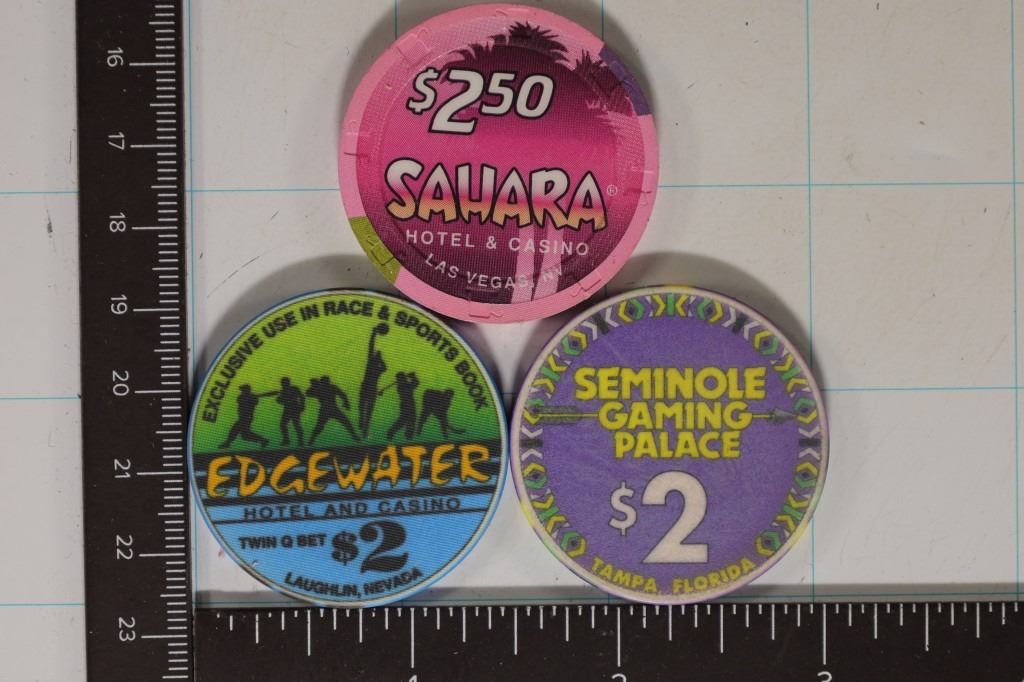 $2.50
SAHARA®
HOTEL & CASINO
LAS VEGAS, NV
EXCLUSIVE USE IN RACE & SPORTS BOOK
EDGEWATER
HOTEL AND CASINO
TWIN Q BET $2
LAUGHLIN, NEVADA
SEMINOLE
GAMING
PALACE
$2
TAMPA, FLORIDA
16
17
18
19
20
21
22
23
1
2
3